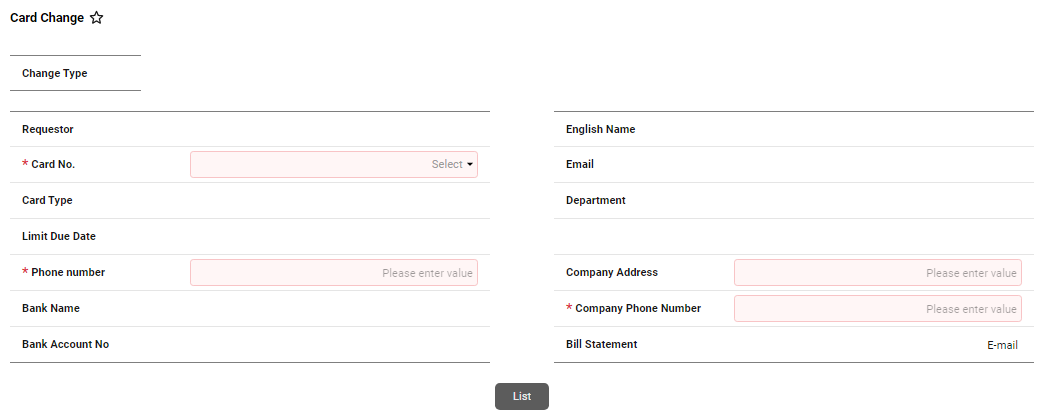 Card Change
Change Type
Requestor
English Name
* Card No. Select
Email
Card Type
Department
Limit Due Date
* Phone number Please enter value
Company Address Please enter value
Bank Name
* Company Phone Number Please enter value
Bank Account No
Bill Statement E-mail
List